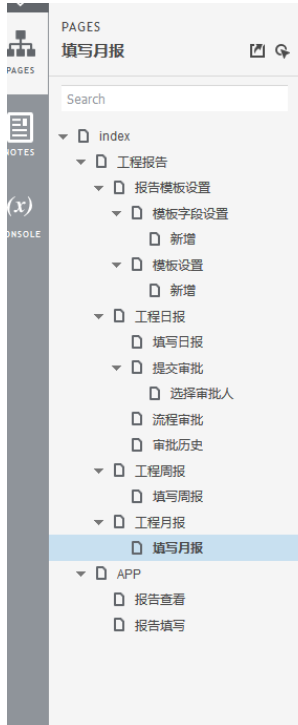 PAGES
填写月报
PAGES
Search
NOTES
index
工程报告
报告模板设置
(x)
模板字段设置
CONSOLE
新增
模板设置
新增
工程日报
填写日报
提交审批
选择审批人
流程审批
审批历史
工程周报
填写周报
工程月报
填写月报
APP
报告查看
报告填写